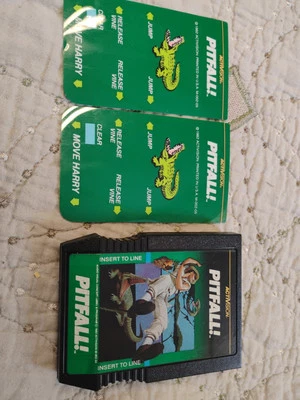 ACTIVISION
PITFALL!
JUMP
JUMP
RELEASE
VINE
RELEASE
VINE
CLEAR
MOVE HARRY
ACTIVISION
PITFALL!
JUMP
JUMP
RELEASE
VINE
RELEASE
VINE
CLEAR
MOVE HARRY
INSERT TO LINE
ACTIVISION
PITFALL!
PITFALL!
INSERT TO LINE